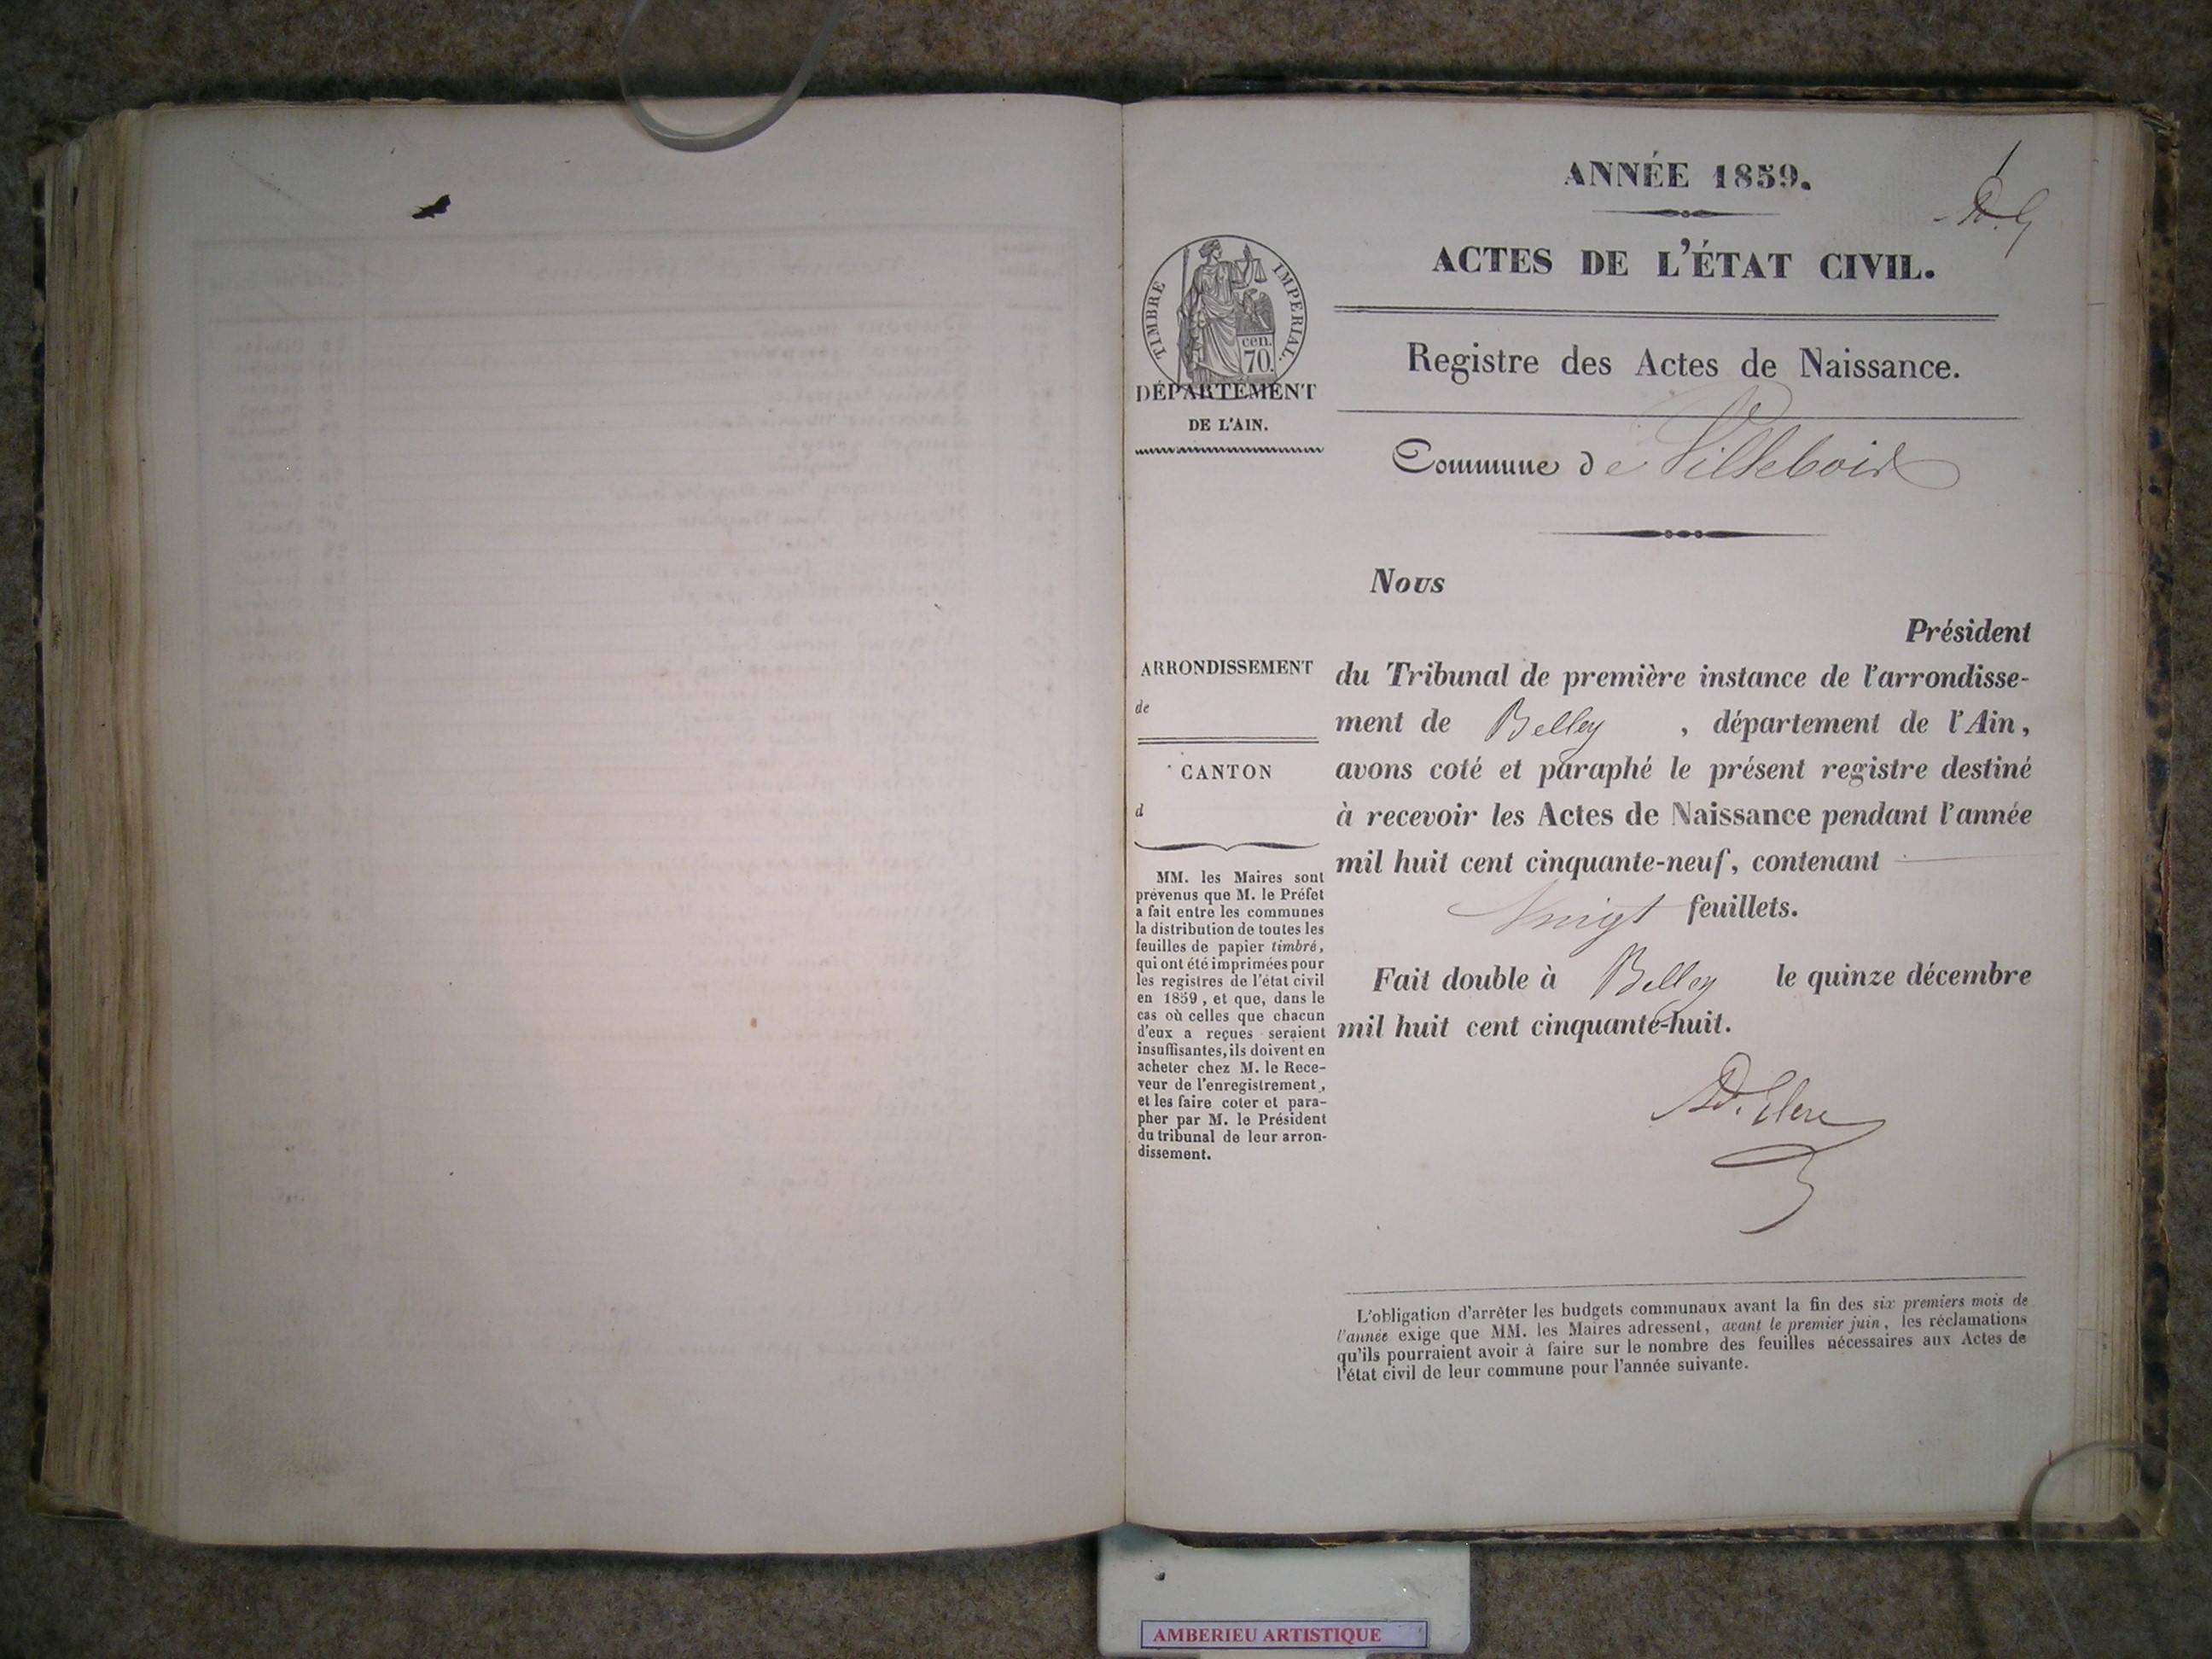 ANNÉE 1859.
1
ACTES DE L'ÉTAT CIVIL.
TIMBRE IMPERIAL.
cen.
70.
DÉPARTEMENT
DE L'AIN.
Registre des Actes de Naissance.
Commune de Villebois
Nous
Président
du Tribunal de première instance de l'arrondisse-
ment de Belley , département de l'Ain,
avons coté et paraphé le présent registre destiné
à recevoir les Actes de Naissance pendant l'année
mil huit cent cinquante-neuf, contenant
Vingt feuillets.
Fait double à Belley le quinze décembre
mil huit cent cinquante-huit.
ARRONDISSEMENT
de
CANTON
d
MM. les Maires sont
prévenus que M. le Préfet
a fait entre les communes
la distribution de toutes les
feuilles de papier timbré,
qui ont été imprimées pour
les registres de l'état civil
en 1859, et que, dans le
cas où celles que chacun
d'eux a reçues seraient
insuffisantes, ils doivent en
acheter chez M. le Rece-
veur de l'enregistrement,
et les faire coter et para-
pher par M. le Président
du tribunal de leur arron-
dissement.
L'obligation d'arrêter les budgets communaux avant la fin des six premiers mois de
l'année exige que MM. les Maires adressent, avant le premier juin, les réclamations
qu'ils pourraient avoir à faire sur le nombre des feuilles nécessaires aux Actes de
l'état civil de leur commune pour l'année suivante.
AMBERIEU ARTISTIQUE